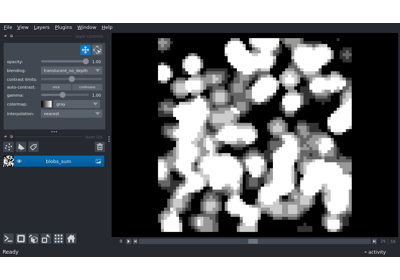 File View Layers Plugins Window Help
opacity: 1.00
blending: translucent_no_depth
contrast limits:
auto-contrast: once continuous
gamma: 1.00
colormap: gray
interpolation: nearest
blobs_sum
Ready
activity